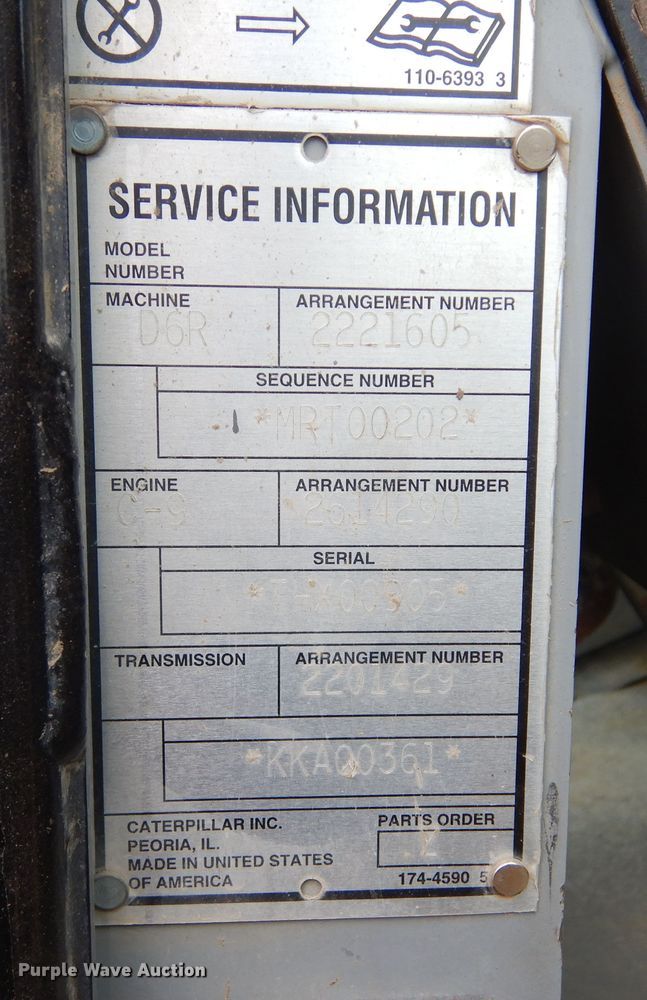 110-6393 3
SERVICE INFORMATION
MODEL
NUMBER
MACHINE ARRANGEMENT NUMBER
D6R 2221605
SEQUENCE NUMBER
*MRT00202*
ENGINE ARRANGEMENT NUMBER
C-9 2514290
SERIAL
TRANSMISSION ARRANGEMENT NUMBER
2201429
*KKA00361*
CATERPILLAR INC. PARTS ORDER
PEORIA, IL.
MADE IN UNITED STATES
OF AMERICA 174-4590 5
Purple Wave Auction